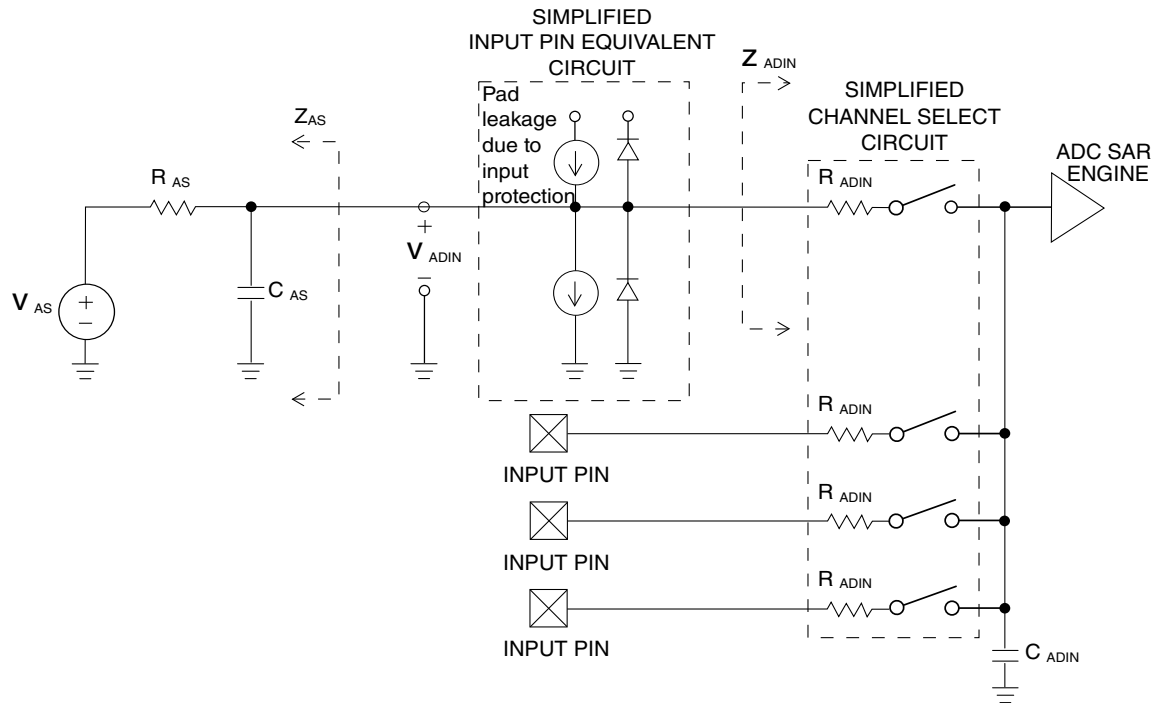 SIMPLIFIED
INPUT PIN EQUIVALENT
CIRCUIT
Pad
leakage
due to
input
protection
Z ADIN
SIMPLIFIED
CHANNEL SELECT
CIRCUIT
ADC SAR
ENGINE
Z AS
R AS
R ADIN
+
V ADIN
–
C AS
V AS
+
–
R ADIN
INPUT PIN
R ADIN
INPUT PIN
R ADIN
INPUT PIN
C ADIN